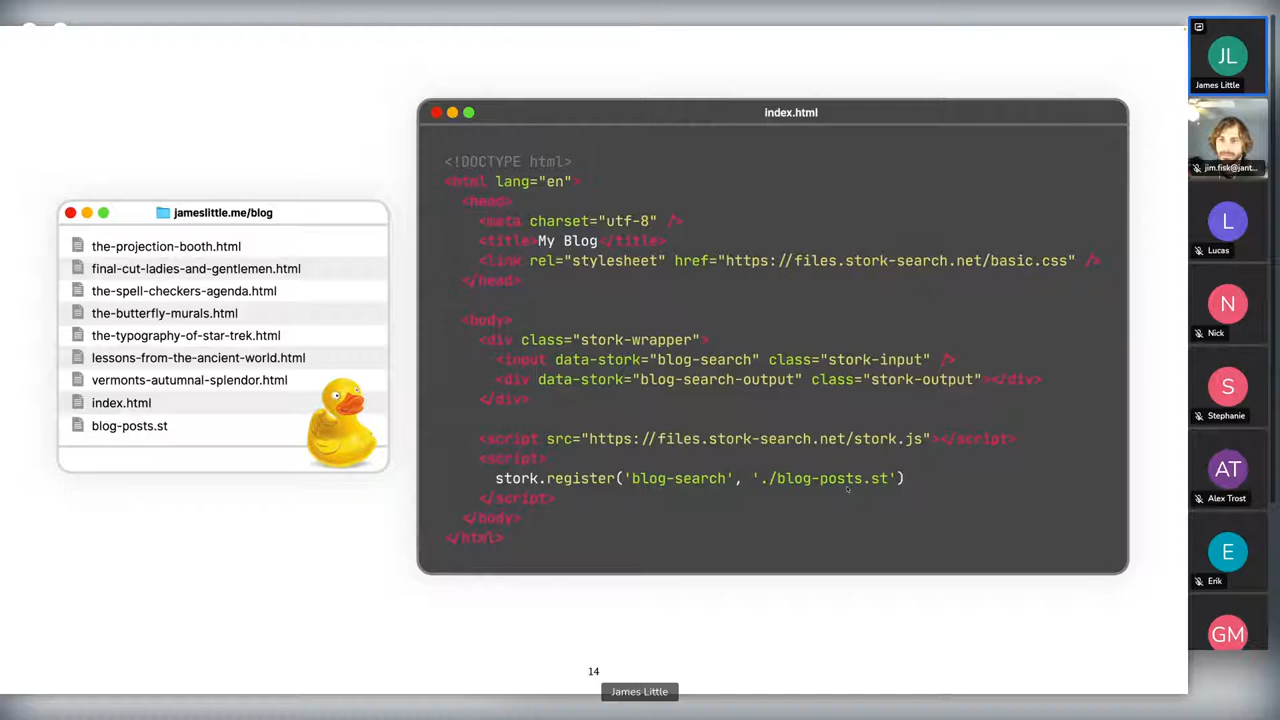 jameslittle.me/blog
the-projection-booth.html
final-cut-ladies-and-gentlemen.html
the-spell-checkers-agenda.html
the-butterfly-murals.html
the-typography-of-star-trek.html
lessons-from-the-ancient-world.html
vermonts-autumnal-splendor.html
index.html
blog-posts.st
index.html
<!DOCTYPE html>
<html lang="en">
<head>
<meta charset="utf-8" />
<title>My Blog</title>
<link rel="stylesheet" href="https://files.stork-search.net/basic.css" />
</head>
<body>
<div class="stork-wrapper">
<input data-stork="blog-search" class="stork-input" />
<div data-stork="blog-search-output" class="stork-output"></div>
</div>
<script src="https://files.stork-search.net/stork.js"></script>
<script>
stork.register('blog-search', './blog-posts.st')
</script>
</body>
</html>
14
James Little
JL
James Little
jim.fisk@jant...
L
Lucas
N
Nick
S
Stephanie
AT
Alex Trost
E
Erik
GM